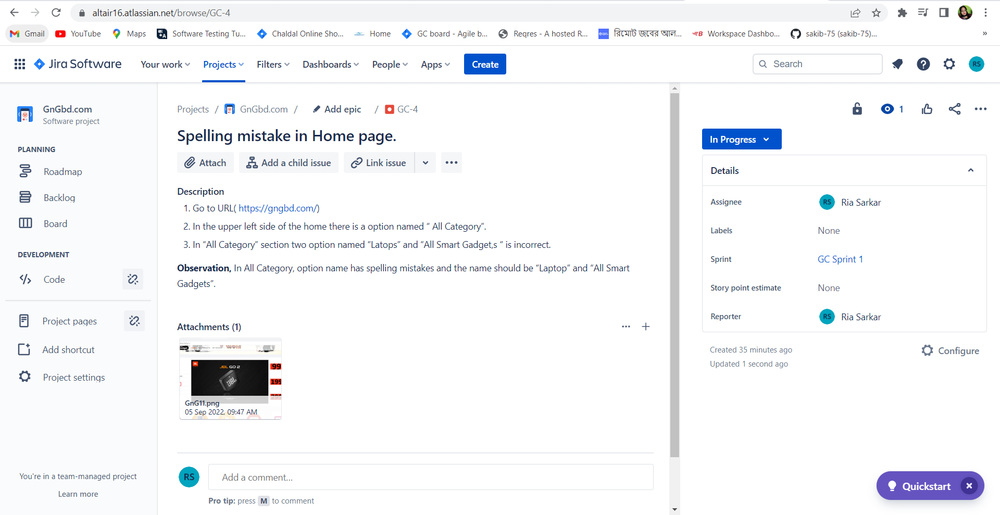 altair16.atlassian.net/browse/GC-4
Gmail
YouTube
Maps
Software Testing Tu...
Chaldal Online Sho...
Home
GC board - Agile b...
Reqres - A hosted R...
রিমোট জবের আল...
Workspace Dashbo...
sakib-75 (sakib-75)...
»
Jira Software
Your work
Projects
Filters
Dashboards
People
Apps
Create
Search
RS
GnGbd.com
Software project
PLANNING
Roadmap
Backlog
Board
DEVELOPMENT
Code
Project pages
Add shortcut
Project settings
You're in a team-managed project
Learn more
Projects / GnGbd.com / Add epic / GC-4
Spelling mistake in Home page.
Attach
Add a child issue
Link issue
Description
1. Go to URL( https://gngbd.com/)
2. In the upper left side of the home there is a option named “ All Category”.
3. In “All Category” section two option named “Latops” and “All Smart Gadget,s “ is incorrect.
Observation, In All Category, option name has spelling mistakes and the name should be “Laptop” and “All Smart
Gadgets”.
Attachments (1)
JBL GO 2
JBL
99
199
GnG11.png
05 Sep 2022, 09:47 AM
RS
Add a comment...
Pro tip: press M to comment
1
In Progress
Details
Assignee
RS Ria Sarkar
Labels
None
Sprint
GC Sprint 1
Story point estimate
None
Reporter
RS Ria Sarkar
Created 35 minutes ago
Updated 1 second ago
Configure
Quickstart